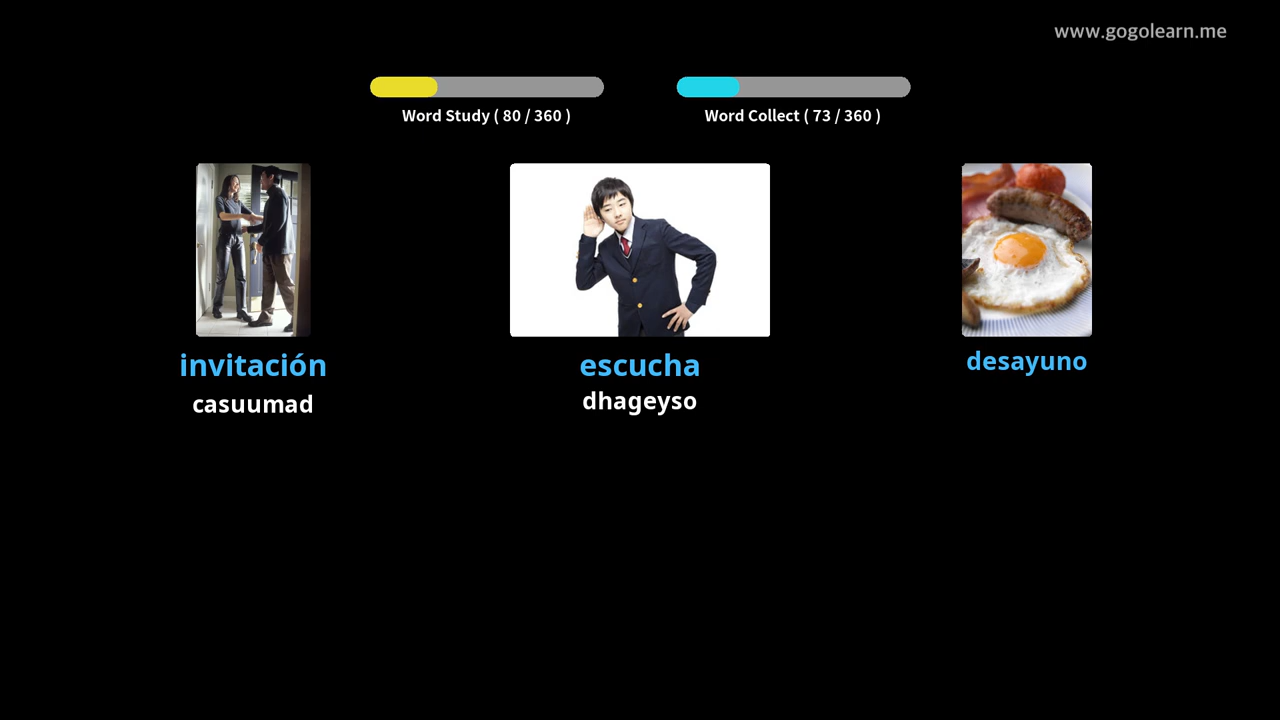 www.gogolearn.me
Word Study ( 80 / 360 )
Word Collect ( 73 / 360 )
invitación
casuumad
escucha
dhageyso
desayuno